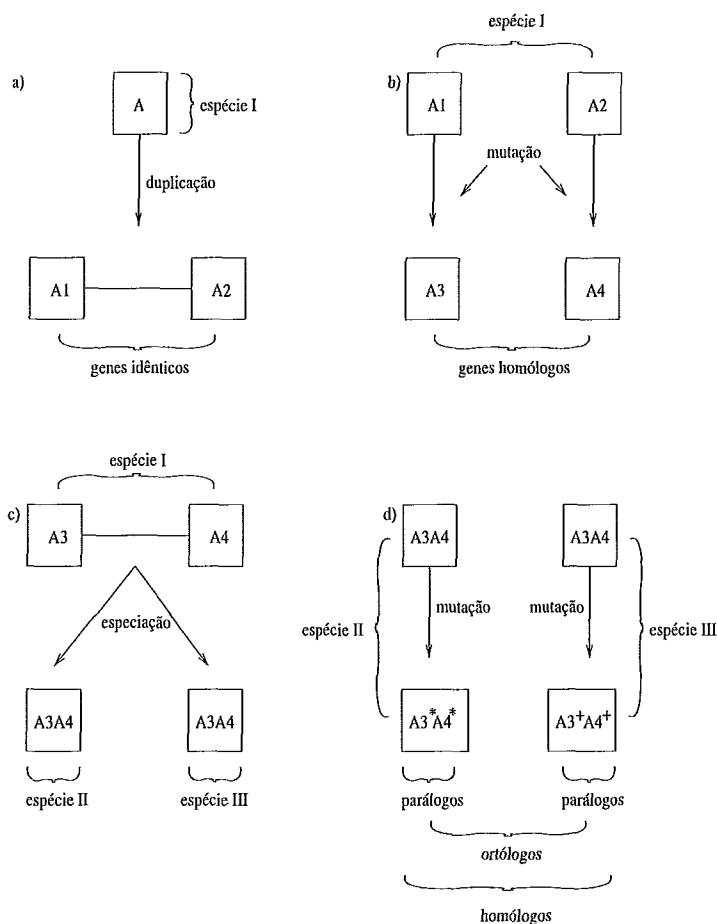 a)
A
espécie I
duplicação
A1
A2
genes idênticos
espécie I
b)
A1
A2
mutação
A3
A4
genes homólogos
espécie I
c)
A3
A4
especiação
A3A4
A3A4
espécie II
espécie III
d)
A3A4
A3A4
espécie II
mutação
mutação
espécie III
A3*A4*
A3+A4+
parálogos
parálogos
ortólogos
homólogos